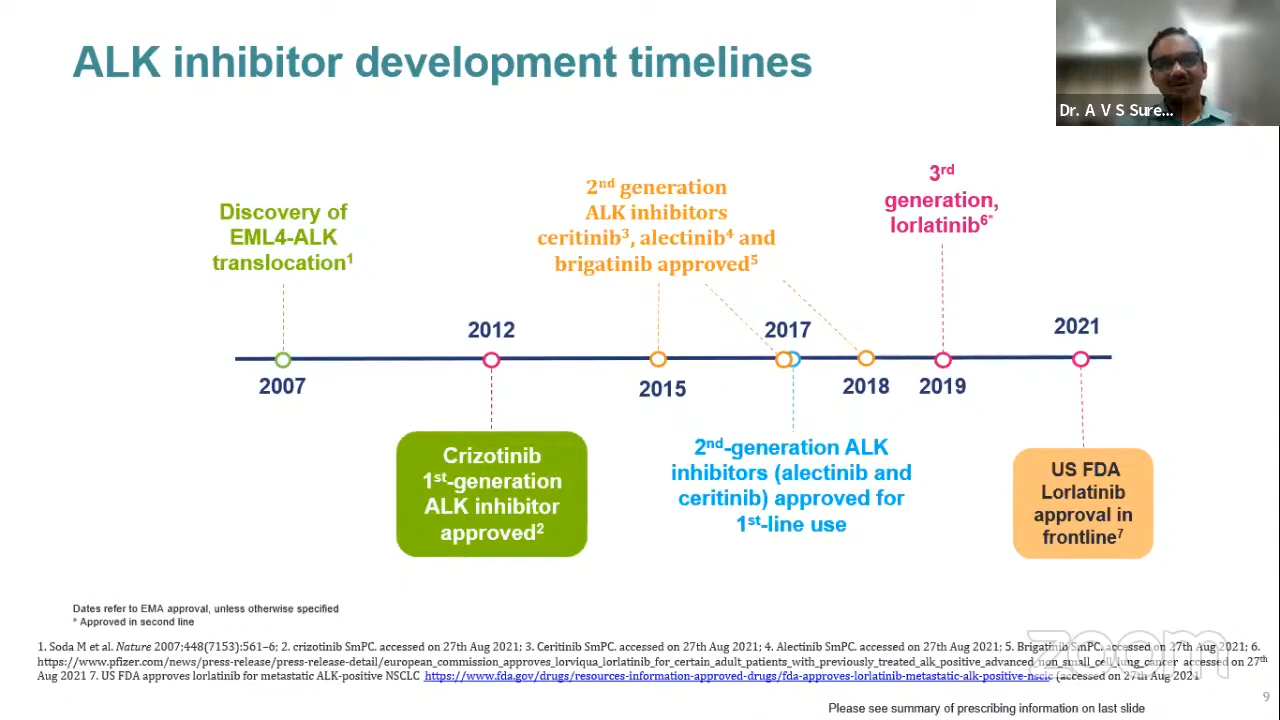 ALK inhibitor development timelines
Dr. A V S Sure...
Discovery of
EML4-ALK
translocation1
2nd generation
ALK inhibitors
ceritinib3, alectinib4 and
brigatinib approved5
3rd
generation,
lorlatinib6*
2007
2012
2015
2017
2018
2019
2021
Crizotinib
1st-generation
ALK inhibitor
approved2
2nd-generation ALK
inhibitors (alectinib and
ceritinib) approved for
1st-line use
US FDA
Lorlatinib
approval in
frontline7
Dates refer to EMA approval, unless otherwise specified
* Approved in second line
1. Soda M et al. Nature 2007;448(7153):561–6; 2. crizotinib SmPC. accessed on 27th Aug 2021; 3. Ceritinib SmPC. accessed on 27th Aug 2021; 4. Alectinib SmPC. accessed on 27th Aug 2021; 5. Brigatinib SmPC. accessed on 27th Aug 2021; 6.
https://www.pfizer.com/news/press-release/press-release-detail/european_commission_approves_lorviqua_lorlatinib_for_certain_adult_patients_with_previously_treated_alk_positive_advanced_non_small_cell_lung_cancer accessed on 27th
Aug 2021 7. US FDA approves lorlatinib for metastatic ALK-positive NSCLC https://www.fda.gov/drugs/resources-information-approved-drugs/fda-approves-lorlatinib-metastatic-alk-positive-nsclc (accessed on 27th Aug 2021
zoom
9
Please see summary of prescribing information on last slide